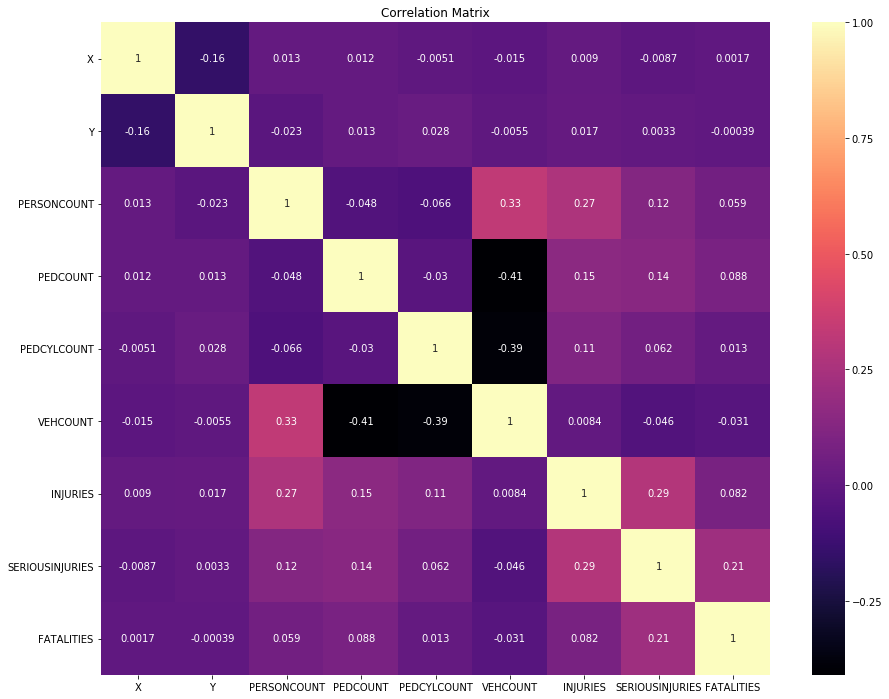 Correlation Matrix
X 1 -0.16 0.013 0.012 -0.0051 -0.015 0.009 -0.0087 0.0017
Y -0.16 1 -0.023 0.013 0.028 -0.0055 0.017 0.0033 -0.00039
PERSONCOUNT 0.013 -0.023 1 -0.048 -0.066 0.33 0.27 0.12 0.059
PEDCOUNT 0.012 0.013 -0.048 1 -0.03 -0.41 0.15 0.14 0.088
PEDCYLCOUNT -0.0051 0.028 -0.066 -0.03 1 -0.39 0.11 0.062 0.013
VEHCOUNT -0.015 -0.0055 0.33 -0.41 -0.39 1 0.0084 -0.046 -0.031
INJURIES 0.009 0.017 0.27 0.15 0.11 0.0084 1 0.29 0.082
SERIOUSINJURIES -0.0087 0.0033 0.12 0.14 0.062 -0.046 0.29 1 0.21
FATALITIES 0.0017 -0.00039 0.059 0.088 0.013 -0.031 0.082 0.21 1
X Y PERSONCOUNT PEDCOUNT PEDCYLCOUNT VEHCOUNT INJURIES SERIOUSINJURIES FATALITIES
1.00
0.75
0.50
0.25
0.00
-0.25